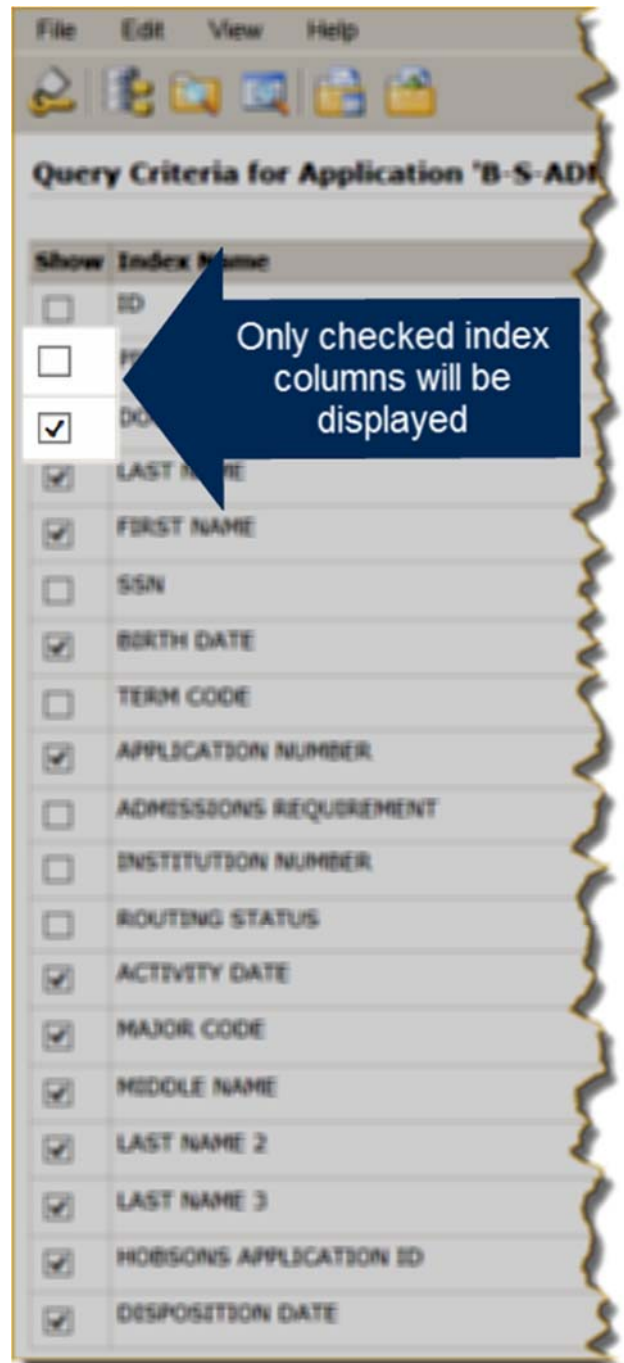 File Edit View Help
Query Criteria for Application 'B-S-AD
Show Index Name
ID
Only checked index
columns will be
displayed
LAST NAME
FIRST NAME
SSN
BIRTH DATE
TERM CODE
APPLICATION NUMBER
ADMISSIONS REQUIREMENT
INSTITUTION NUMBER
ROUTING STATUS
ACTIVITY DATE
MAJOR CODE
MIDDLE NAME
LAST NAME 2
LAST NAME 3
HOBSONS APPLICATION ID
DISPOSITION DATE